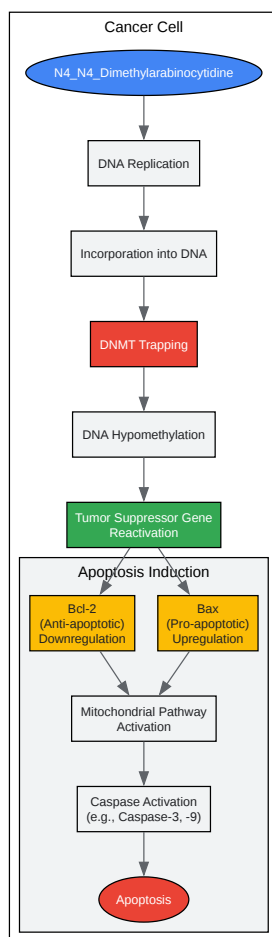 Cancer Cell
N4_N4_Dimethylarabinocytidine
DNA Replication
Incorporation into DNA
DNMT Trapping
DNA Hypomethylation
Tumor Suppressor Gene
Reactivation
Apoptosis Induction
Bcl-2
(Anti-apoptotic)
Downregulation
Bax
(Pro-apoptotic)
Upregulation
Mitochondrial Pathway
Activation
Caspase Activation
(e.g., Caspase-3, -9)
Apoptosis